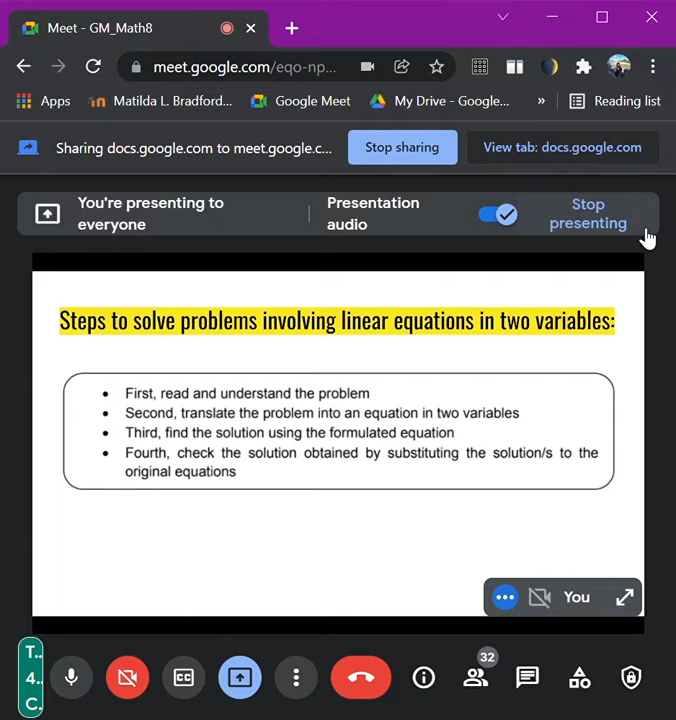 Meet - GM_Math8
meet.google.com/eqo-np...
Apps
Matilda L. Bradford...
Google Meet
My Drive - Google...
»
Reading list
Sharing docs.google.com to meet.google.c...
Stop sharing
View tab: docs.google.com
You're presenting to
everyone
Presentation
audio
Stop
presenting
Steps to solve problems involving linear equations in two variables:
• First, read and understand the problem
• Second, translate the problem into an equation in two variables
• Third, find the solution using the formulated equation
• Fourth, check the solution obtained by substituting the solution/s to the
original equations
You
T..
4..
C.
CC
32